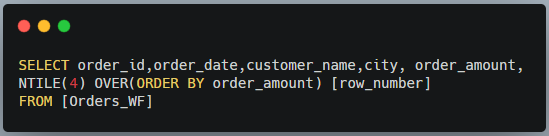 SELECT order_id,order_date,customer_name,city, order_amount,
NTILE(4) OVER(ORDER BY order_amount) [row_number]
FROM [Orders_WF]